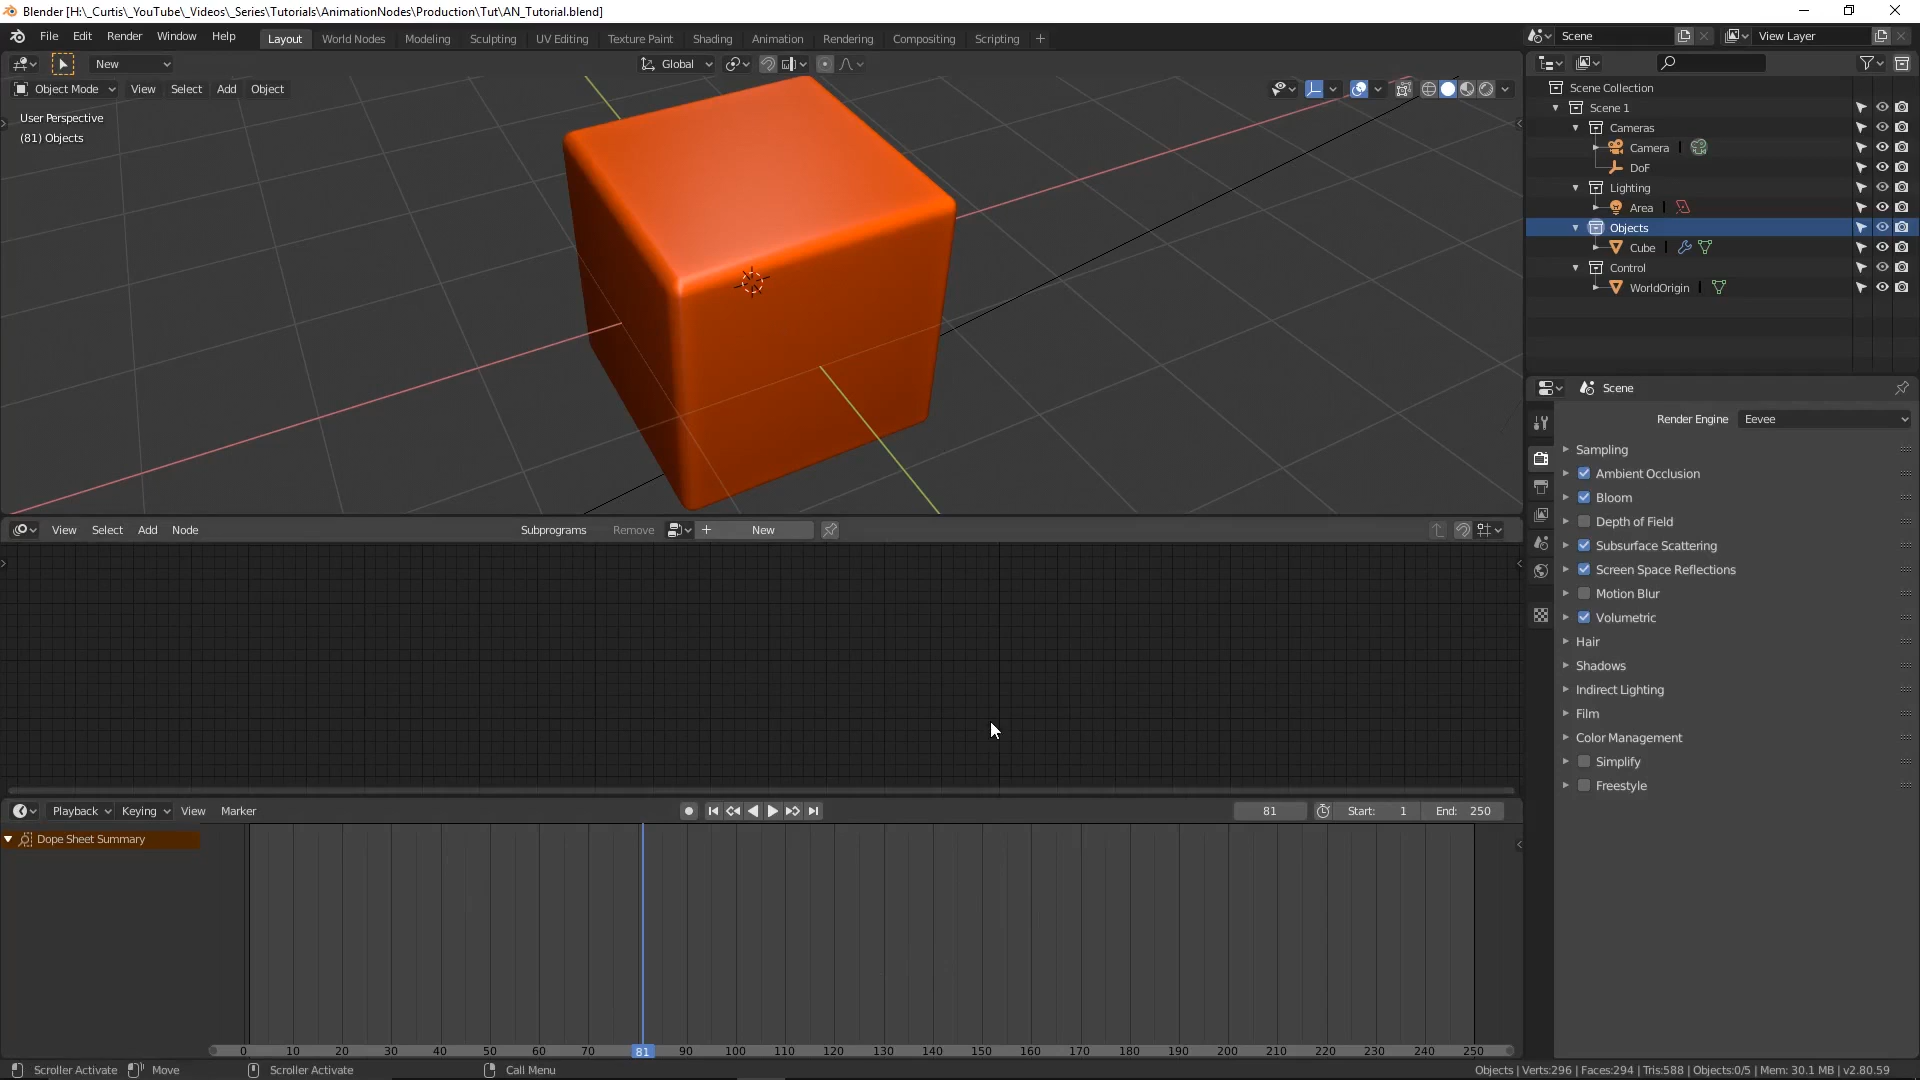 Blender [H:\_Curtis\_YouTube\_Videos\_Series\Tutorials\AnimationNodes\Production\Tut\AN_Tutorial.blend]
File Edit Render Window Help Layout World Nodes Modeling Sculpting UV Editing Texture Paint Shading Animation Rendering Compositing Scripting + Scene View Layer
New Global
Object Mode View Select Add Object
User Perspective
(81) Objects
Scene Collection
Scene 1
Cameras
Camera
DoF
Lighting
Area
Objects
Cube
Control
WorldOrigin
Scene
Render Engine Eevee
Sampling
Ambient Occlusion
Bloom
Depth of Field
Subsurface Scattering
Screen Space Reflections
Motion Blur
Volumetric
Hair
Shadows
Indirect Lighting
Film
Color Management
Simplify
Freestyle
View Select Add Node Subprograms Remove + New
Playback Keying View Marker 81 Start: 1 End: 250
Dope Sheet Summary
0 10 20 30 40 50 60 70 81 90 100 110 120 130 140 150 160 170 180 190 200 210 220 230 240 250
Scroller Activate Move Scroller Activate Call Menu Objects | Verts:296 | Faces:294 | Tris:588 | Objects:0/5 | Mem: 30.1 MB | v2.80.59